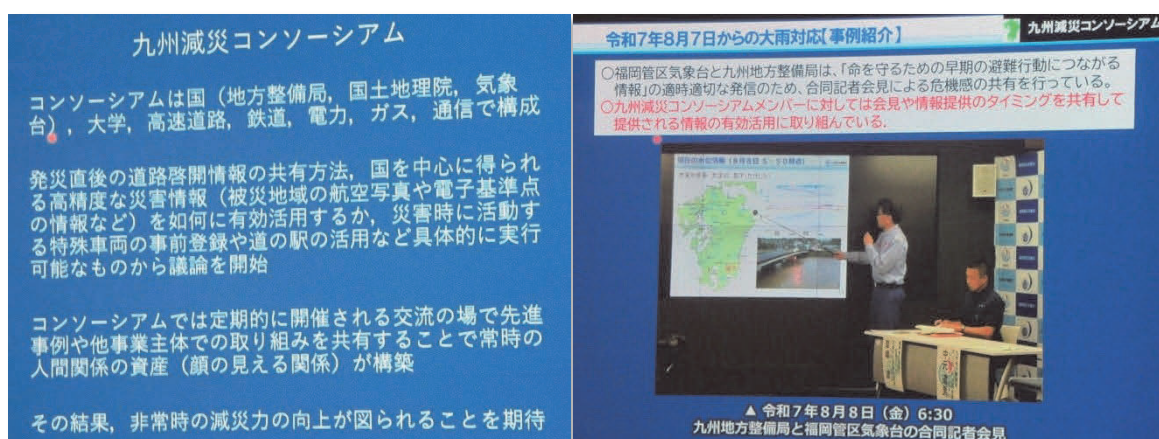 九州減災コンソーシアム
コンソーシアムは国（地方整備局，国土地理院，気象
台），大学，高速道路，鉄道，電力，ガス，通信で構成
発災直後の道路啓開情報の共有方法，国を中心に得られ
る高精度な災害情報（被災地域の航空写真や電子基準点
の情報など）を如何に有効活用するか，災害時に活動す
る特殊車両の事前登録や道の駅の活用など具体的に実行
可能なものから議論を開始
コンソーシアムでは定期的に開催される交流の場で先進
事例や他事業主体での取り組みを共有することで常時の
人間関係の資産（顔の見える関係）が構築
その結果，非常時の減災力の向上が図られることを期待
九州減災コンソーシアム
令和7年8月7日からの大雨対応【事例紹介】
○福岡管区気象台と九州地方整備局は、「命を守るための早期の避難行動につながる
情報」の適時適切な発信のため、合同記者会見による危機感の共有を行っている。
○九州減災コンソーシアムメンバーに対しては会見や情報提供のタイミングを共有して
提供される情報の有効活用に取り組んでいる．
▲ 令和7年8月8日（金）6:30
九州地方整備局と福岡管区気象台の合同記者会見